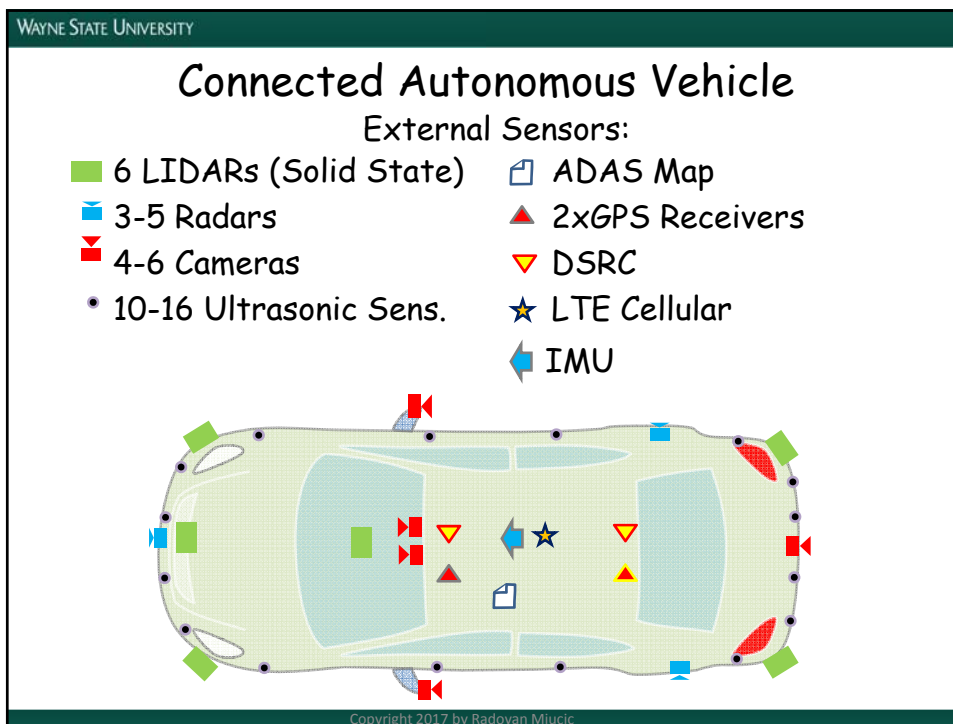 WAYNE STATE UNIVERSITY
Connected Autonomous Vehicle
External Sensors:
6 LIDARs (Solid State)
3-5 Radars
4-6 Cameras
10-16 Ultrasonic Sens.
ADAS Map
2xGPS Receivers
DSRC
LTE Cellular
IMU
Copyright 2017 by Radovan Miucic